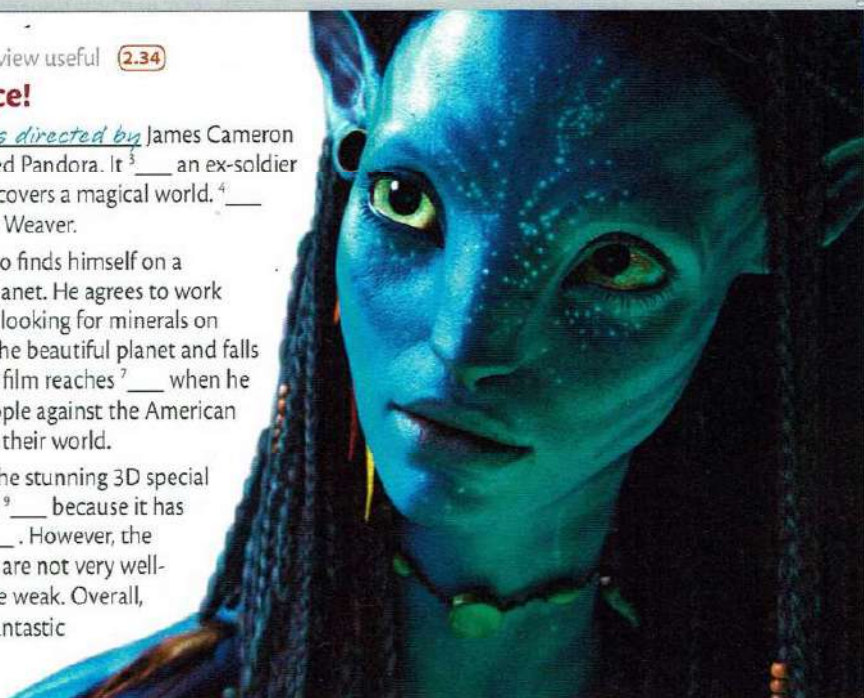 view useful 2.34
ce!
s directed by James Cameron
ed Pandora. It 3___ an ex-soldier
covers a magical world. 4___
Weaver.
o finds himself on a
anet. He agrees to work
looking for minerals on
he beautiful planet and falls
film reaches 7___ when he
ple against the American
their world.
he stunning 3D special
9___ because it has
_. However, the
are not very well-
e weak. Overall,
ntastic